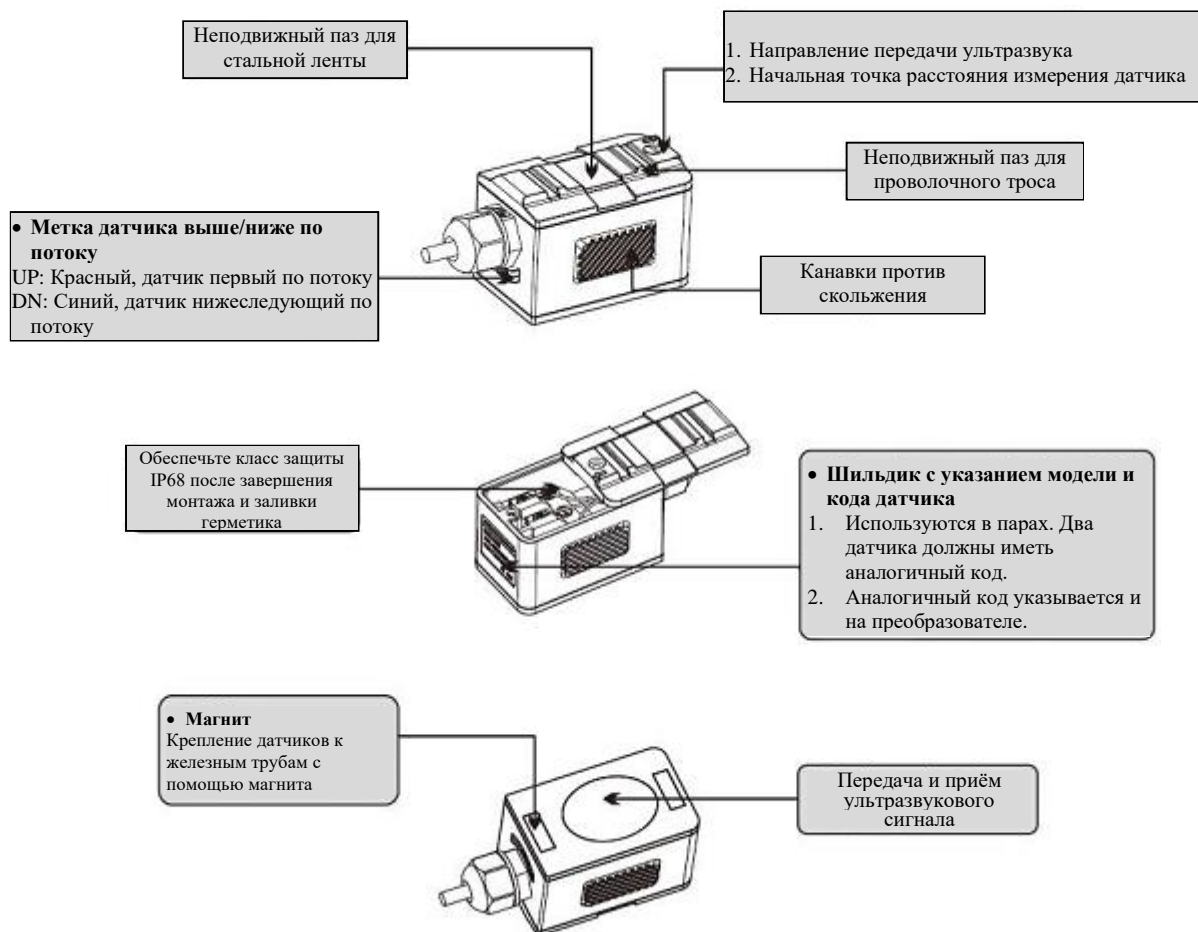 Неподвижный паз для
стальной ленты
1. Направление передачи ультразвука
2. Начальная точка расстояния измерения датчика
Неподвижный паз для
проволочного троса
• Метка датчика выше/ниже по
потоку
UP: Красный, датчик первый по потоку
DN: Синий, датчик нижеследующий по
потоку
Канавки против
скольжения
Обеспечьте класс защиты
IP68 после завершения
монтажа и заливки
герметика
• Шильдик с указанием модели и
кода датчика
1. Используются в парах. Два
датчика должны иметь
аналогичный код.
2. Аналогичный код указывается и
на преобразователе.
• Магнит
Крепление датчиков к
железным трубам с
помощью магнита
Передача и приём
ультразвукового
сигнала